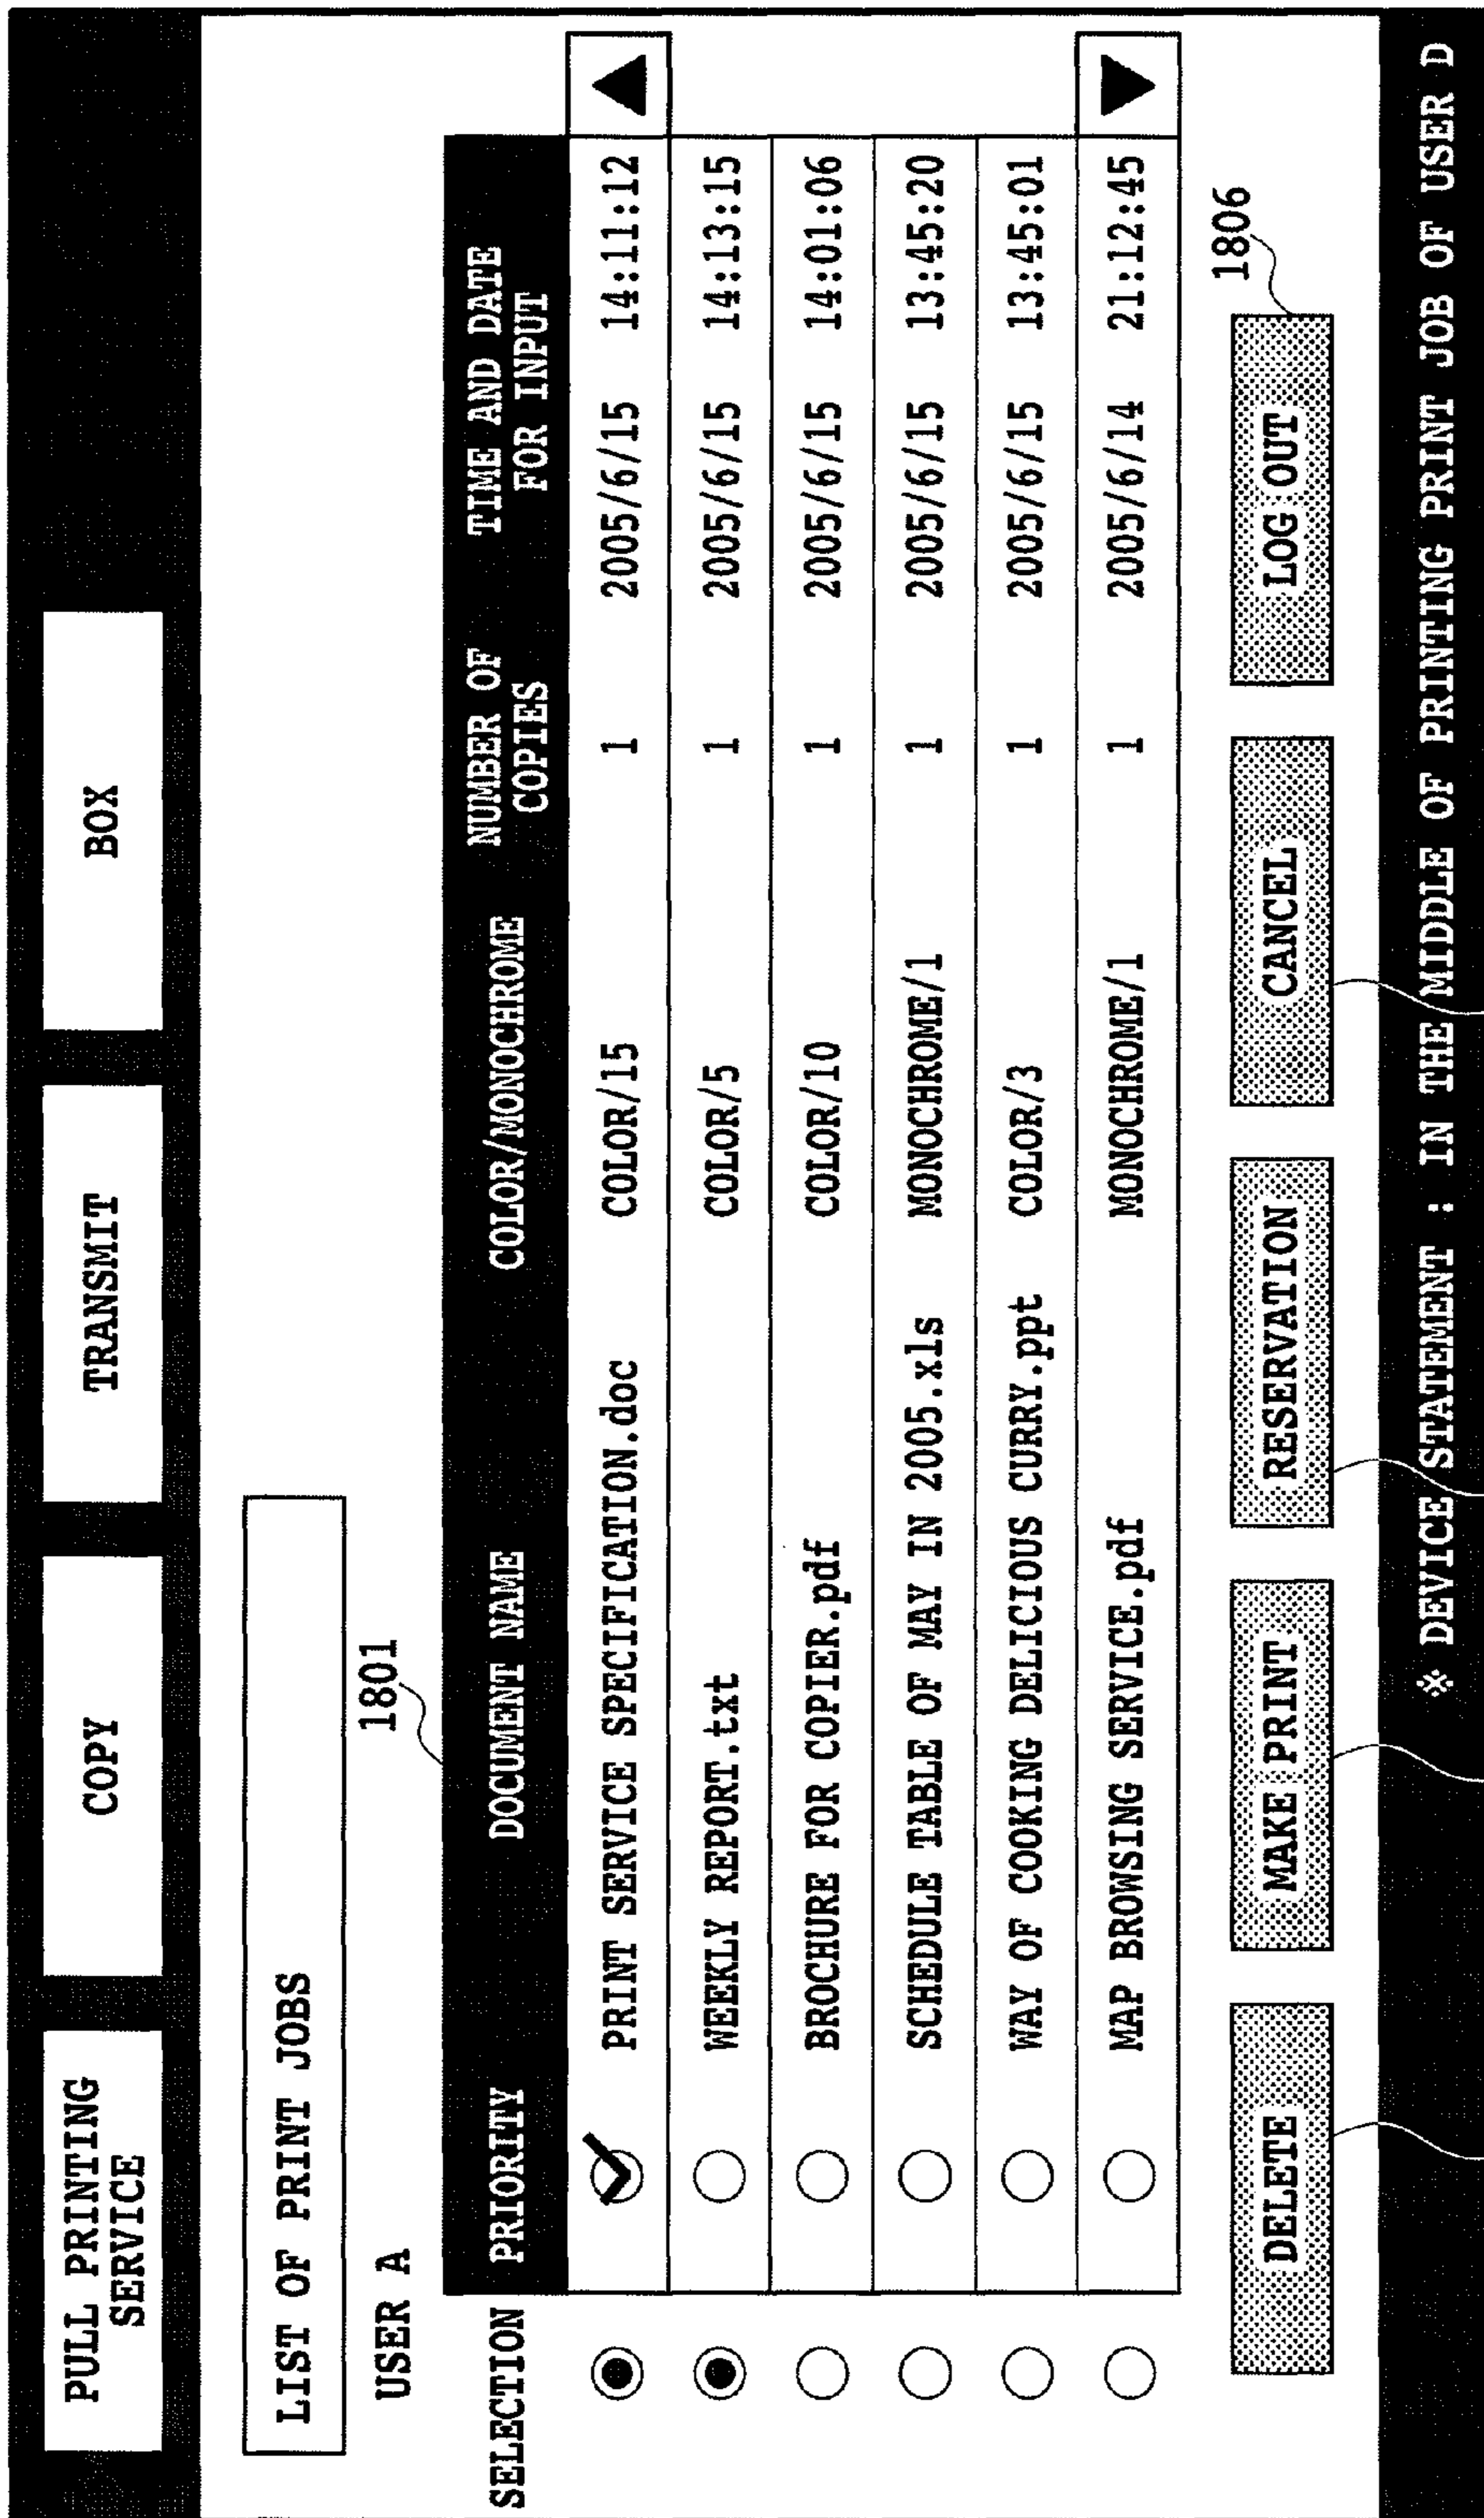 PULL PRINTING
SERVICE
COPY
TRANSMIT
BOX
LIST OF PRINT JOBS
USER A
1801
SELECTION PRIORITY DOCUMENT NAME COLOR/MONOCHROME NUMBER OF COPIES TIME AND DATE FOR INPUT
PRINT SERVICE SPECIFICATION.doc COLOR/15 1 2005/6/15 14:11:12
WEEKLY REPORT.txt COLOR/5 1 2005/6/15 14:13:15
BROCHURE FOR COPIER.pdf COLOR/10 1 2005/6/15 14:01:06
SCHEDULE TABLE OF MAY IN 2005.xls MONOCHROME/1 1 2005/6/15 13:45:20
WAY OF COOKING DELICIOUS CURRY.ppt COLOR/3 1 2005/6/15 13:45:01
MAP BROWSING SERVICE.pdf MONOCHROME/1 1 2005/6/14 21:12:45
1806
DELETE MAKE PRINT RESERVATION CANCEL LOG OUT
※ DEVICE STATEMENT : IN THE MIDDLE OF PRINTING PRINT JOB OF USER D